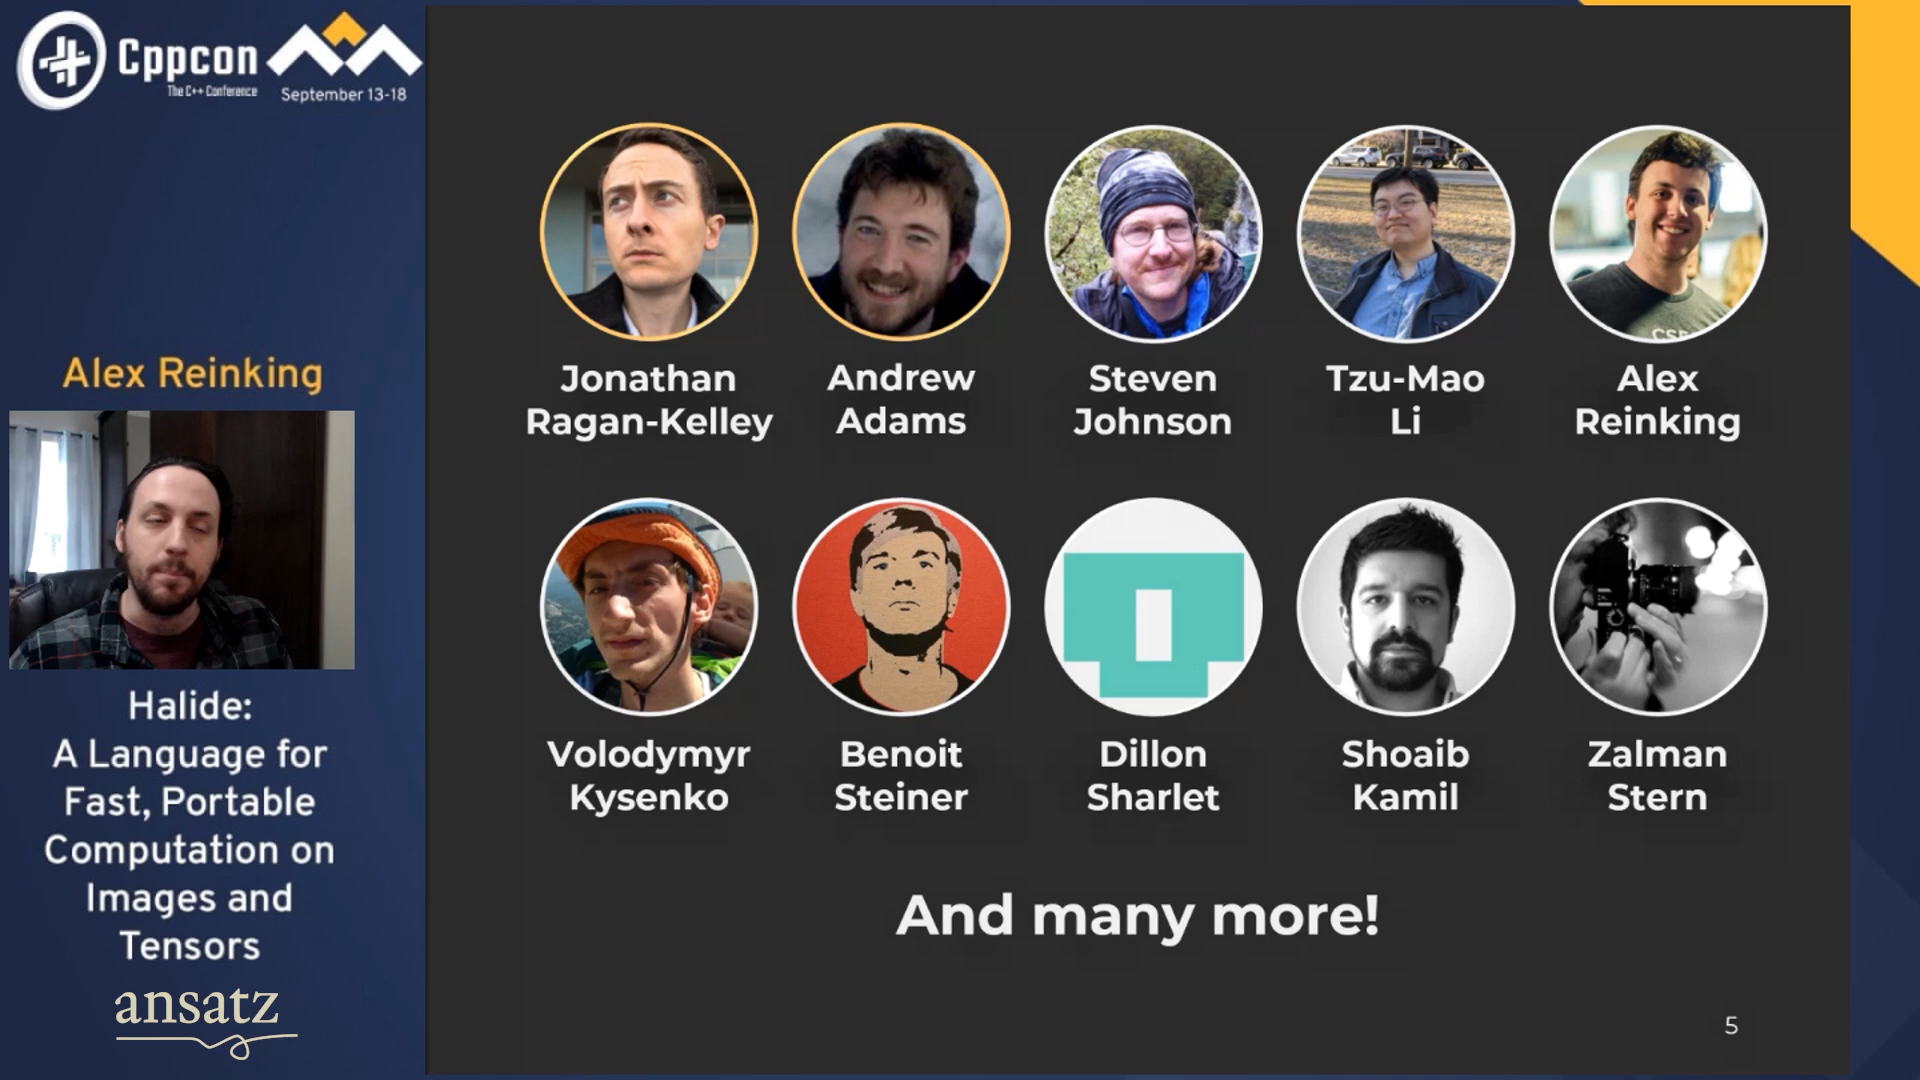 Cppcon
The C++ Conference
September 13-18
Alex Reinking
Halide:
A Language for
Fast, Portable
Computation on
Images and
Tensors
ansatz
Jonathan
Ragan-Kelley
Andrew
Adams
Steven
Johnson
Tzu-Mao
Li
CSE
Alex
Reinking
Volodymyr
Kysenko
Benoit
Steiner
Dillon
Sharlet
Shoaib
Kamil
Zalman
Stern
And many more!
5